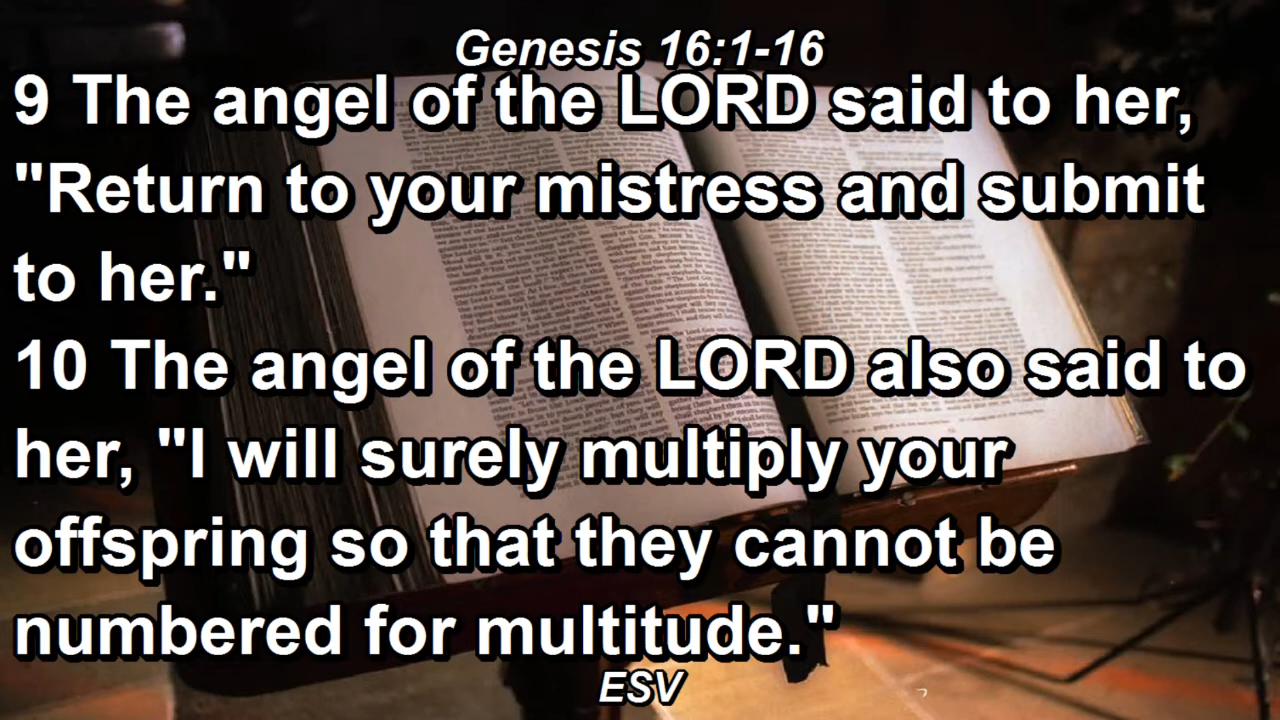 Genesis 16:1-16
9 The angel of the LORD said to her,
"Return to your mistress and submit
to her."
10 The angel of the LORD also said to
her, "I will surely multiply your
offspring so that they cannot be
numbered for multitude."
ESV